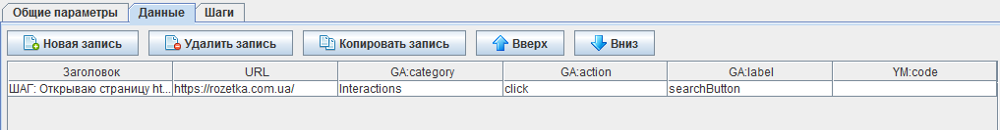 Общие параметры Данные Шаги
Новая запись Удалить запись Копировать запись Вверх Вниз
Заголовок URL GA:category GA:action GA:label YM:code
ШАГ: Открываю страницу ht... https://rozetka.com.ua/ Interactions click searchButton